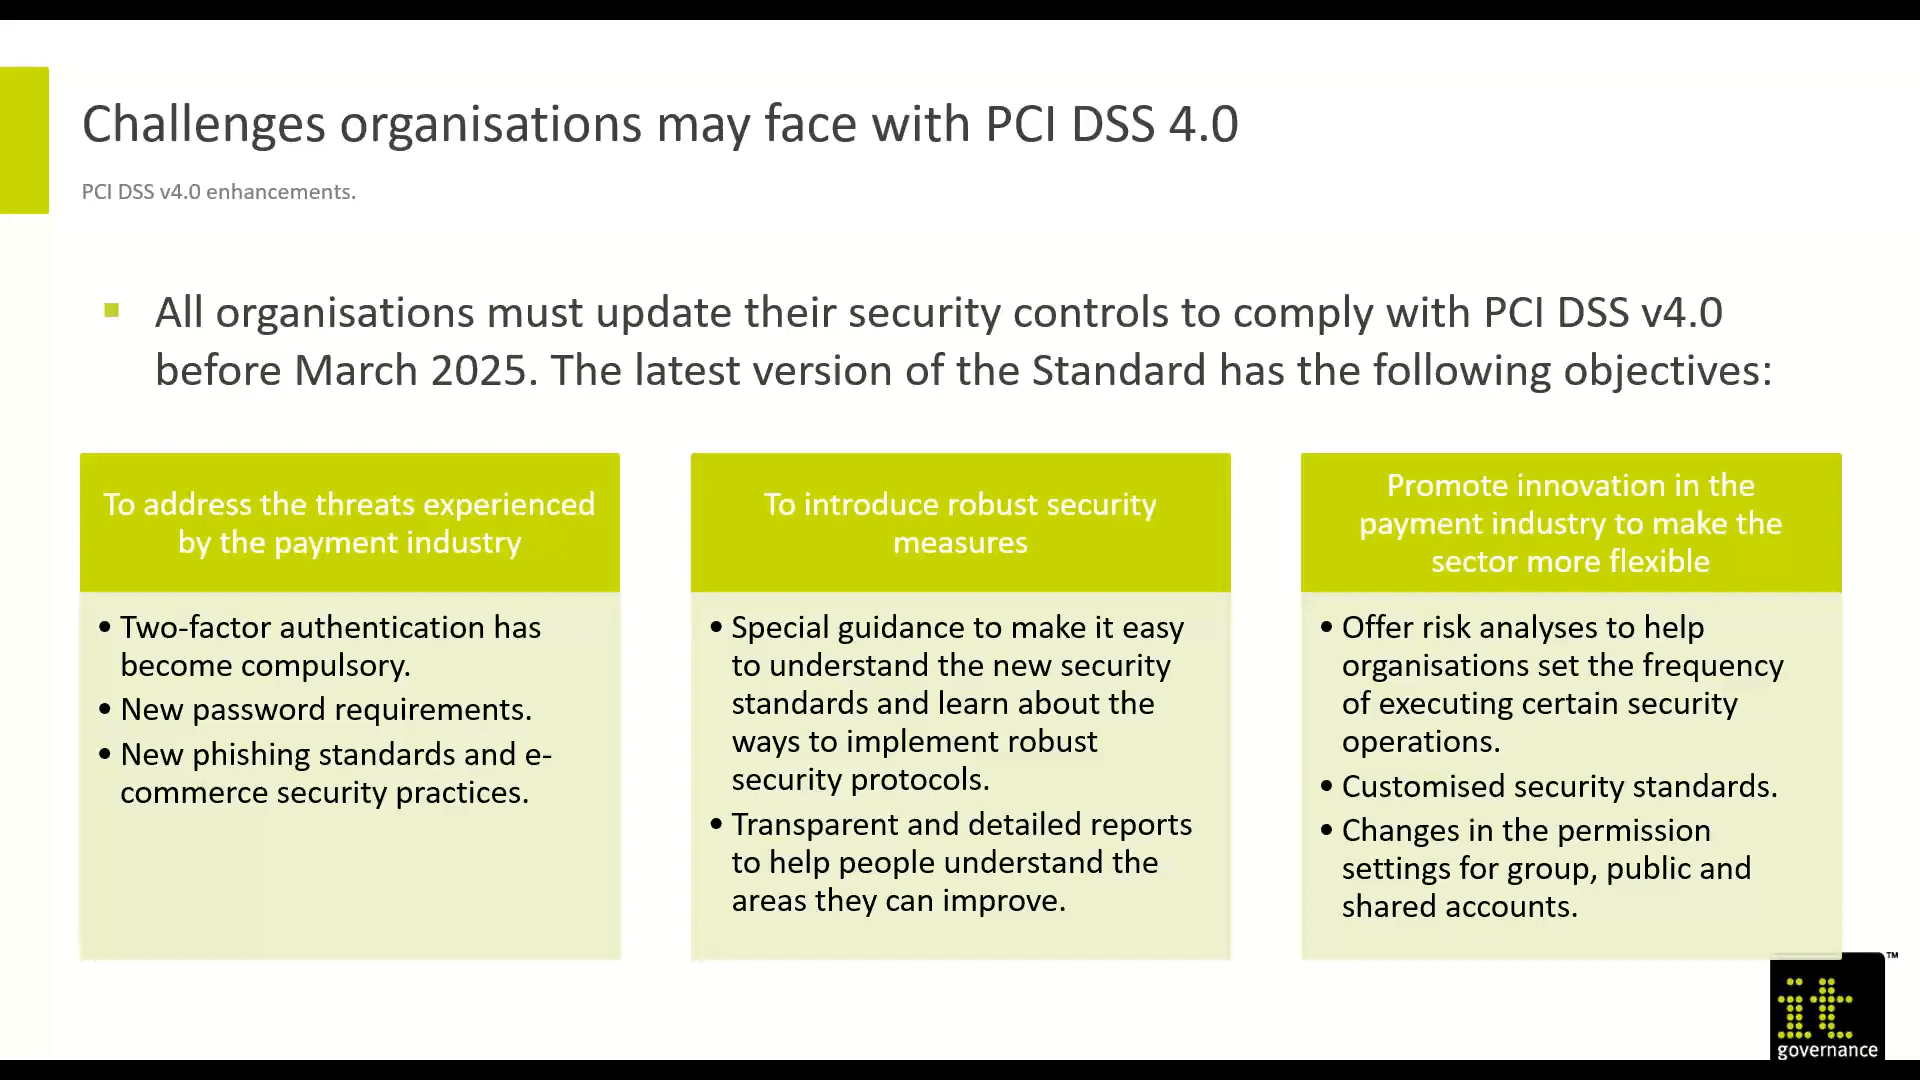 Challenges organisations may face with PCI DSS 4.0
PCI DSS v4.0 enhancements.
All organisations must update their security controls to comply with PCI DSS v4.0
before March 2025. The latest version of the Standard has the following objectives:
To address the threats experienced
by the payment industry
• Two-factor authentication has
become compulsory.
• New password requirements.
• New phishing standards and e-
commerce security practices.
To introduce robust security
measures
• Special guidance to make it easy
to understand the new security
standards and learn about the
ways to implement robust
security protocols.
• Transparent and detailed reports
to help people understand the
areas they can improve.
Promote innovation in the
payment industry to make the
sector more flexible
• Offer risk analyses to help
organisations set the frequency
of executing certain security
operations.
• Customised security standards.
• Changes in the permission
settings for group, public and
shared accounts.
it
governance
™